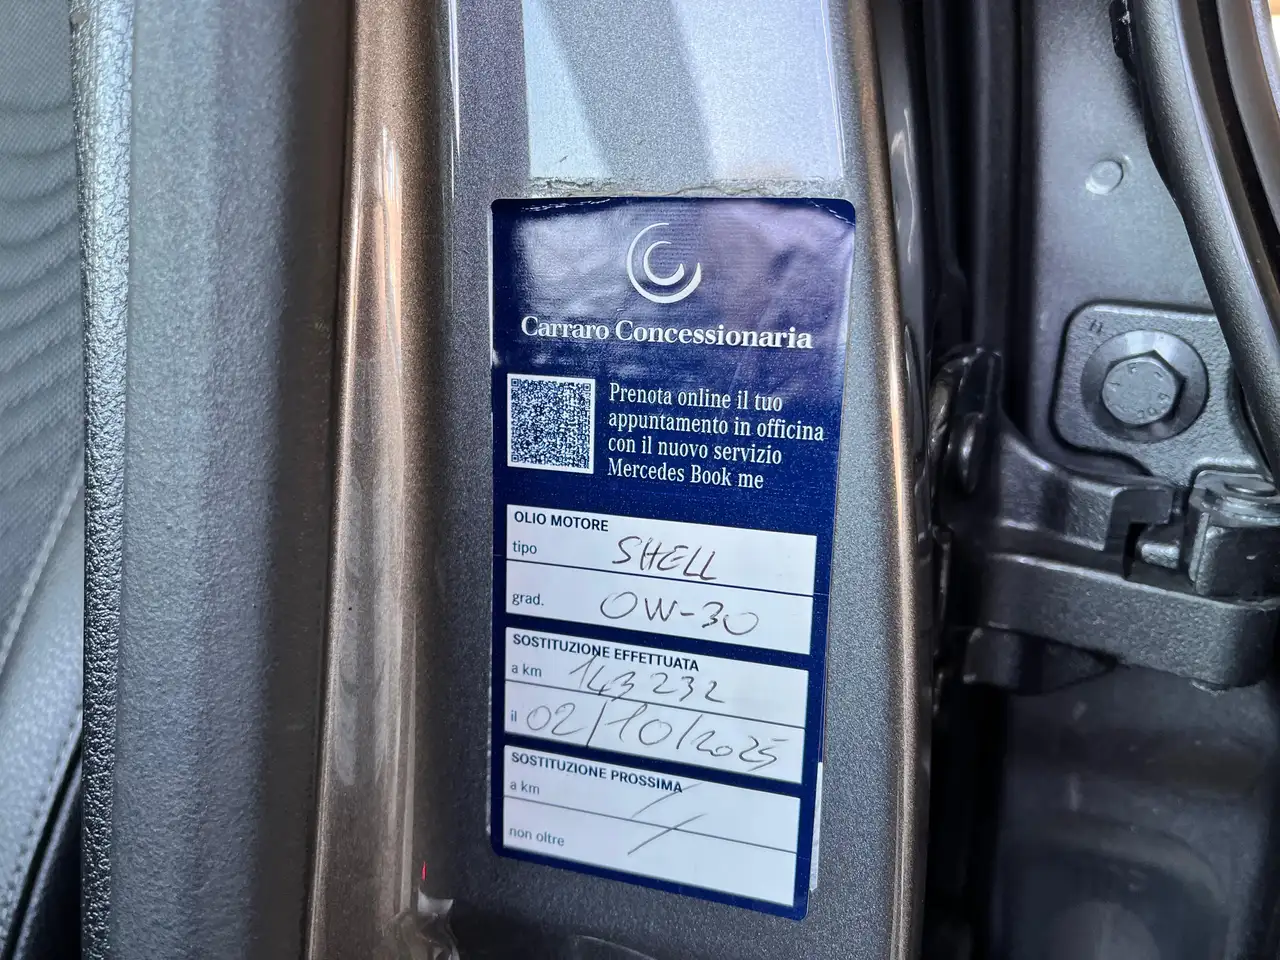 Carraro Concessionaria
Prenota online il tuo
appuntamento in officina
con il nuovo servizio
Mercedes Book me
OLIO MOTORE
tipo SHELL
grad. 0W-30
SOSTITUZIONE EFFETTUATA
a km 143232
il 02/10/2025
SOSTITUZIONE PROSSIMA
a km /
non oltre /